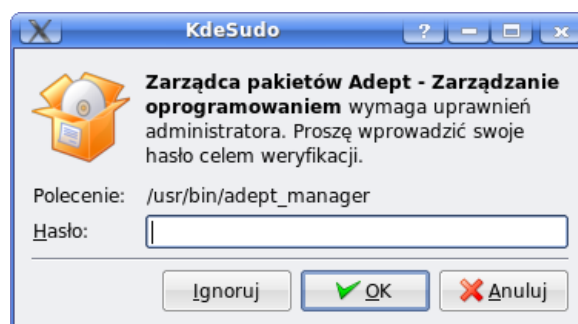 KdeSudo
Zarządca pakietów Adept - Zarządzanie
oprogramowaniem wymaga uprawnień
administratora. Proszę wprowadzić swoje
hasło celem weryfikacji.
Polecenie: /usr/bin/adept_manager
Hasło:
Ignoruj OK Anuluj